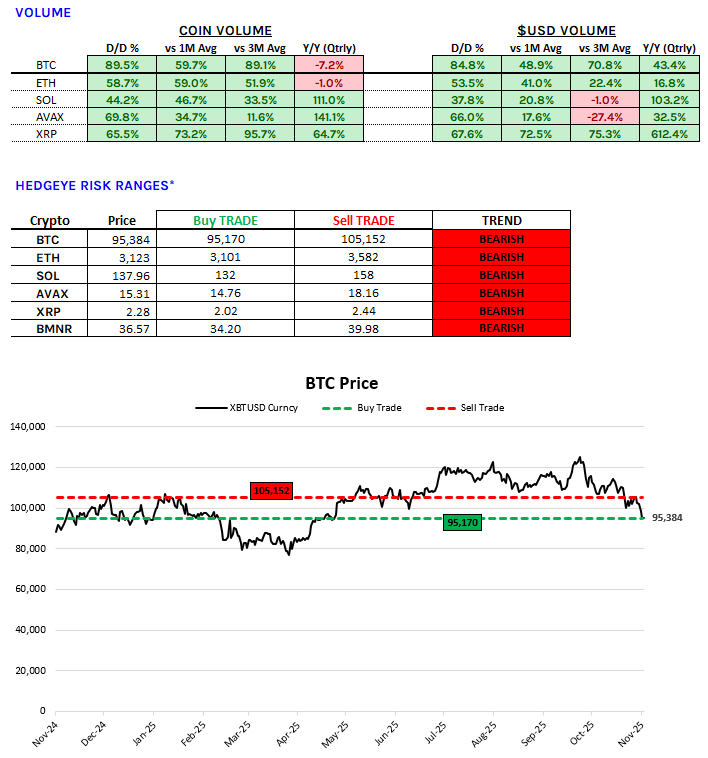 VOLUME
COIN VOLUME $USD VOLUME
D/D % vs 1M Avg vs 3M Avg Y/Y (Qtrly) D/D % vs 1M Avg vs 3M Avg Y/Y (Qtrly)
BTC 89.5% 59.7% 89.1% -7.2% 84.8% 48.9% 70.8% 43.4%
ETH 58.7% 59.0% 51.9% -1.0% 53.5% 41.0% 22.4% 16.8%
SOL 44.2% 46.7% 33.5% 111.0% 37.8% 20.8% -1.0% 103.2%
AVAX 69.8% 34.7% 11.6% 141.1% 66.0% 17.6% -27.4% 32.5%
XRP 65.5% 73.2% 95.7% 64.7% 67.6% 72.5% 75.3% 612.4%
HEDGEYE RISK RANGES*
Crypto Price Buy TRADE Sell TRADE TREND
BTC 95,384 95,170 105,152 BEARISH
ETH 3,123 3,101 3,582 BEARISH
SOL 137.96 132 158 BEARISH
AVAX 15.31 14.76 18.16 BEARISH
XRP 2.28 2.02 2.44 BEARISH
BMNR 36.57 34.20 39.98 BEARISH
BTC Price
XBTUSD Curncy Buy Trade Sell Trade
140,000
120,000
105,152
100,000
95,170
95,384
80,000
60,000
40,000
20,000
0
Nov-24 Dec-24 Jan-25 Feb-25 Mar-25 Apr-25 May-25 Jun-25 Jul-25 Aug-25 Sep-25 Oct-25 Nov-25